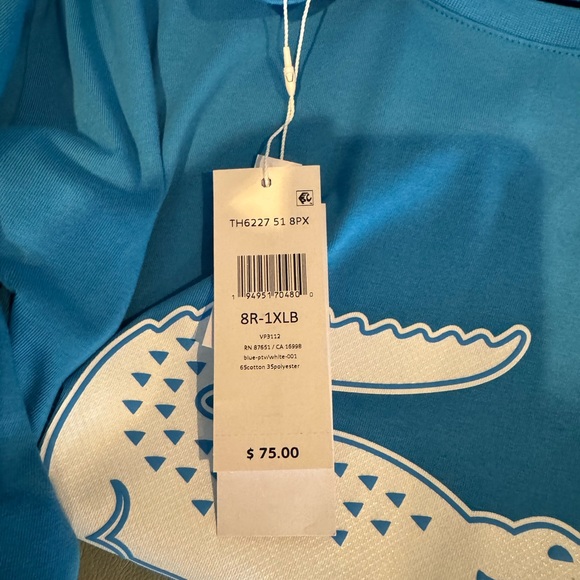 TH6227 51 8PX
1 94951 70480 0
8R-1XLB
VF3112
RN 87651 / CA 16998
blue-ptv/white-001
65cotton 35polyester
$ 75.00